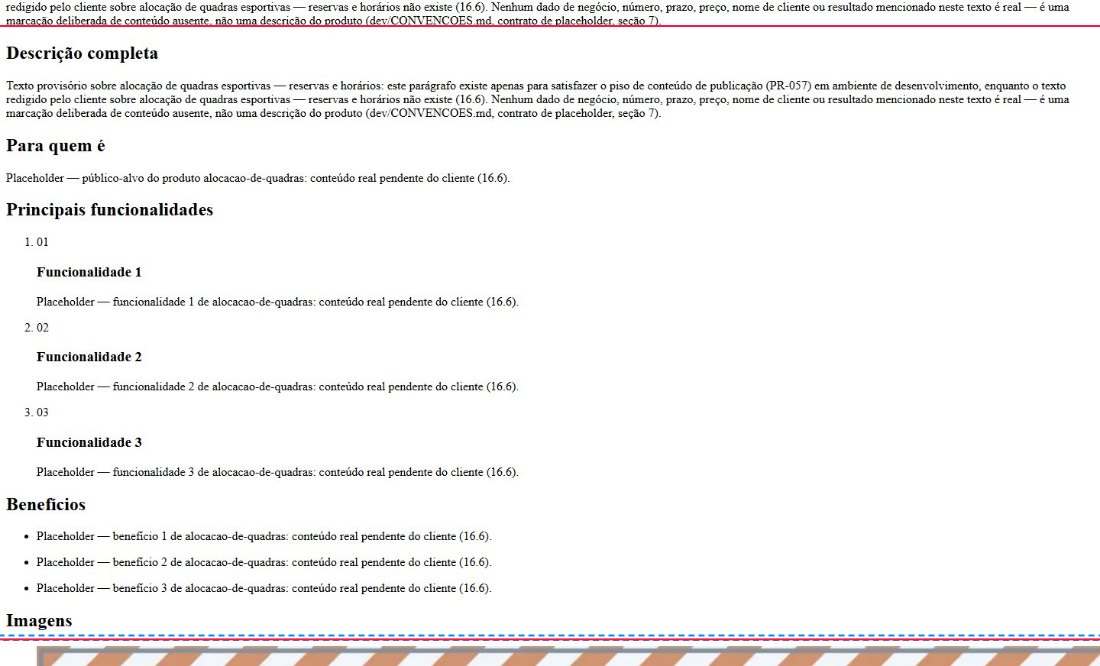 redigido pelo cliente sobre alocação de quadras esportivas — reservas e horários não existe (16.6). Nenhum dado de negócio, número, prazo, preço, nome de cliente ou resultado mencionado neste texto é real — é uma
marcação deliberada de conteúdo ausente, não uma descrição do produto (dev/CONVENCOES.md, contrato de placeholder, seção 7).
Descrição completa
Texto provisório sobre alocação de quadras esportivas — reservas e horários: este parágrafo existe apenas para satisfazer o piso de conteúdo de publicação (PR-057) em ambiente de desenvolvimento, enquanto o texto
redigido pelo cliente sobre alocação de quadras esportivas — reservas e horários não existe (16.6). Nenhum dado de negócio, número, prazo, preço, nome de cliente ou resultado mencionado neste texto é real — é uma
marcação deliberada de conteúdo ausente, não uma descrição do produto (dev/CONVENCOES.md, contrato de placeholder, seção 7).
Para quem é
Placeholder — público-alvo do produto alocacao-de-quadras: conteúdo real pendente do cliente (16.6).
Principais funcionalidades
1. 01
Funcionalidade 1
Placeholder — funcionalidade 1 de alocacao-de-quadras: conteúdo real pendente do cliente (16.6).
2. 02
Funcionalidade 2
Placeholder — funcionalidade 2 de alocacao-de-quadras: conteúdo real pendente do cliente (16.6).
3. 03
Funcionalidade 3
Placeholder — funcionalidade 3 de alocacao-de-quadras: conteúdo real pendente do cliente (16.6).
Benefícios
• Placeholder — benefício 1 de alocacao-de-quadras: conteúdo real pendente do cliente (16.6).
• Placeholder — benefício 2 de alocacao-de-quadras: conteúdo real pendente do cliente (16.6).
• Placeholder — benefício 3 de alocacao-de-quadras: conteúdo real pendente do cliente (16.6).
Imagens